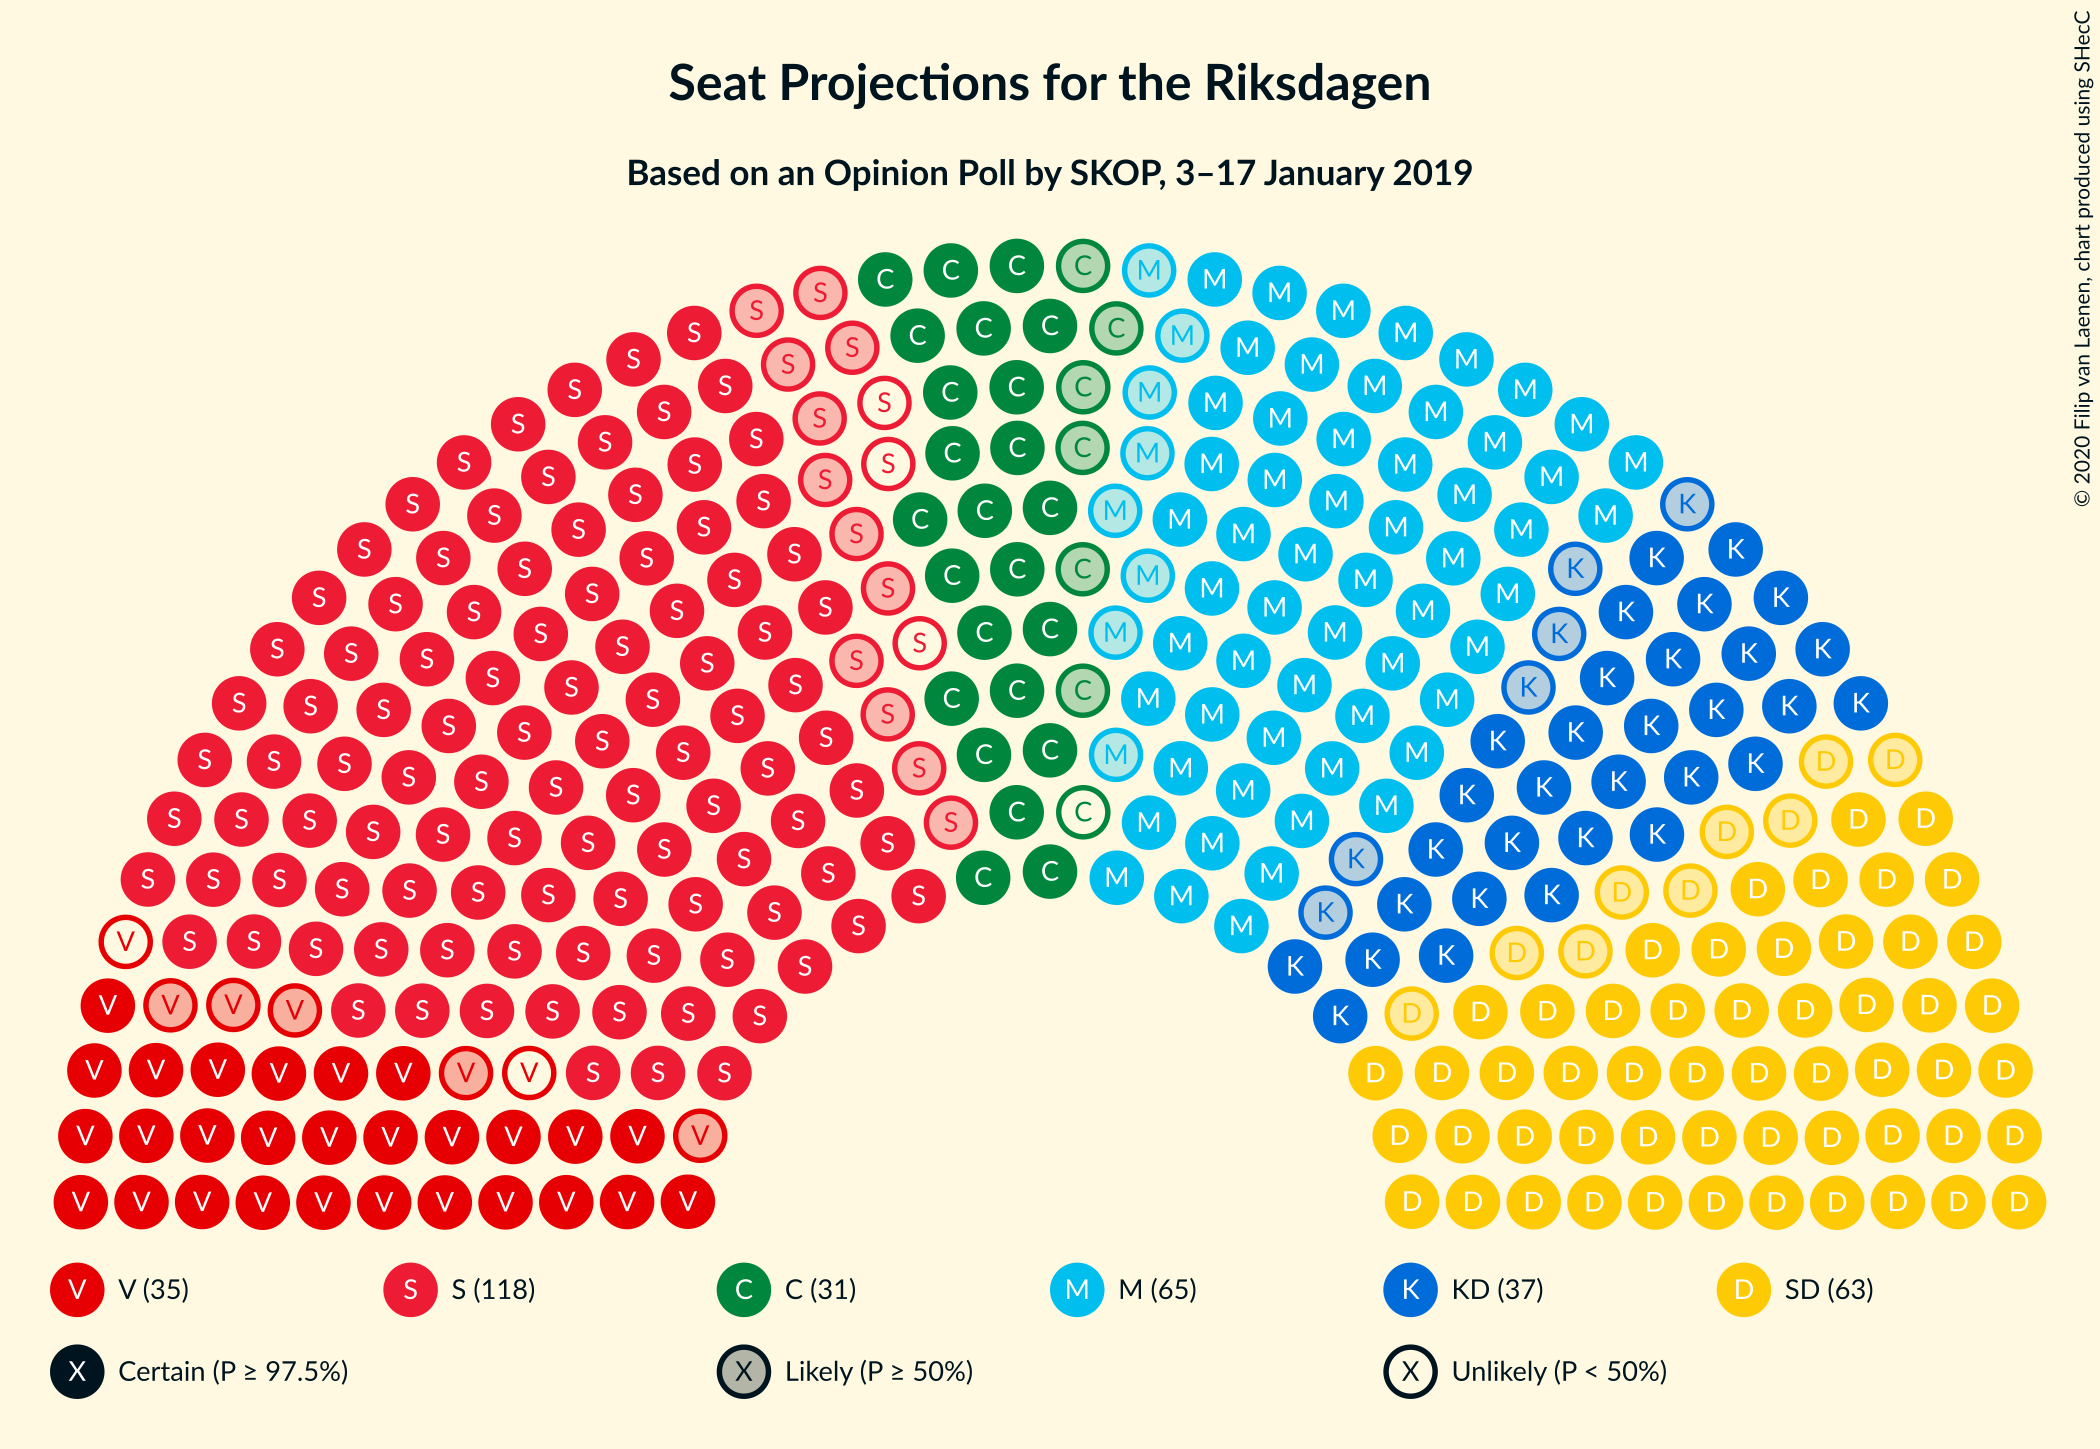 Seat Projections for the Riksdagen
Based on an Opinion Poll by SKOP, 3–17 January 2019
© 2020 Filip van Laenen, chart produced using SHecC
V V (35)
S S (118)
C C (31)
M M (65)
K KD (37)
D SD (63)
X Certain (P ≥ 97.5%)
X Likely (P ≥ 50%)
X Unlikely (P < 50%)